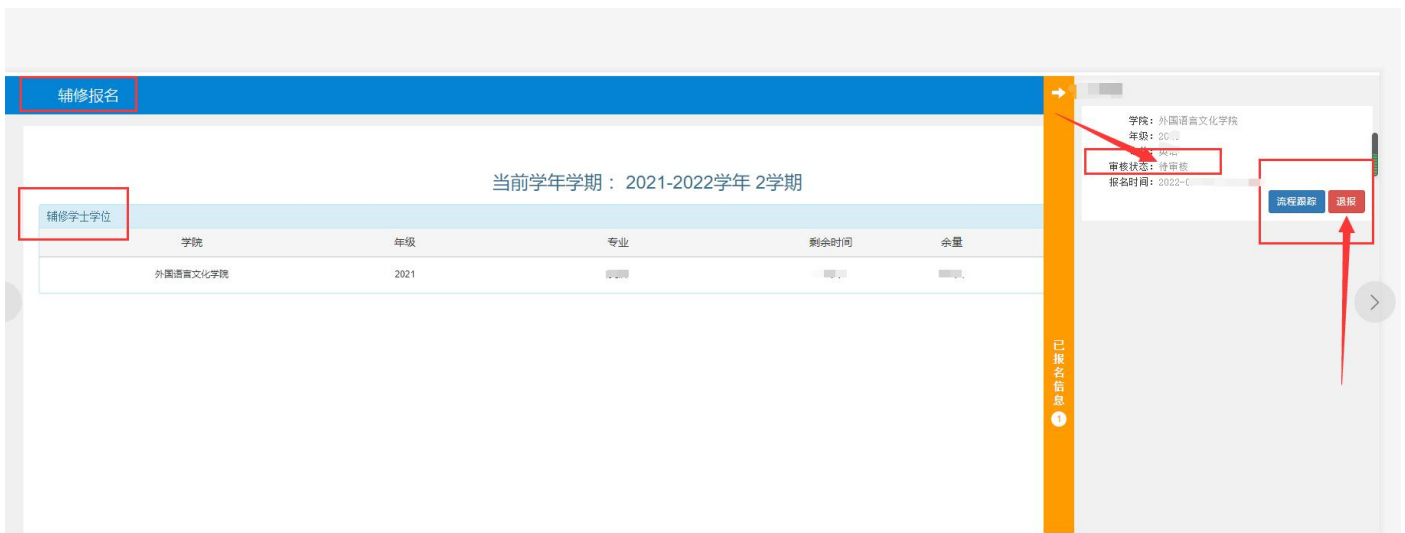 辅修报名
当前学年学期： 2021-2022学年 2学期
辅修学士学位
学院 年级 专业 剩余时间 余量
外国语言文化学院 2021
已报名信息 1
学院： 外国语言文化学院
年级： 20
审核状态： 待审核
报名时间： 2022-
流程跟踪 退报